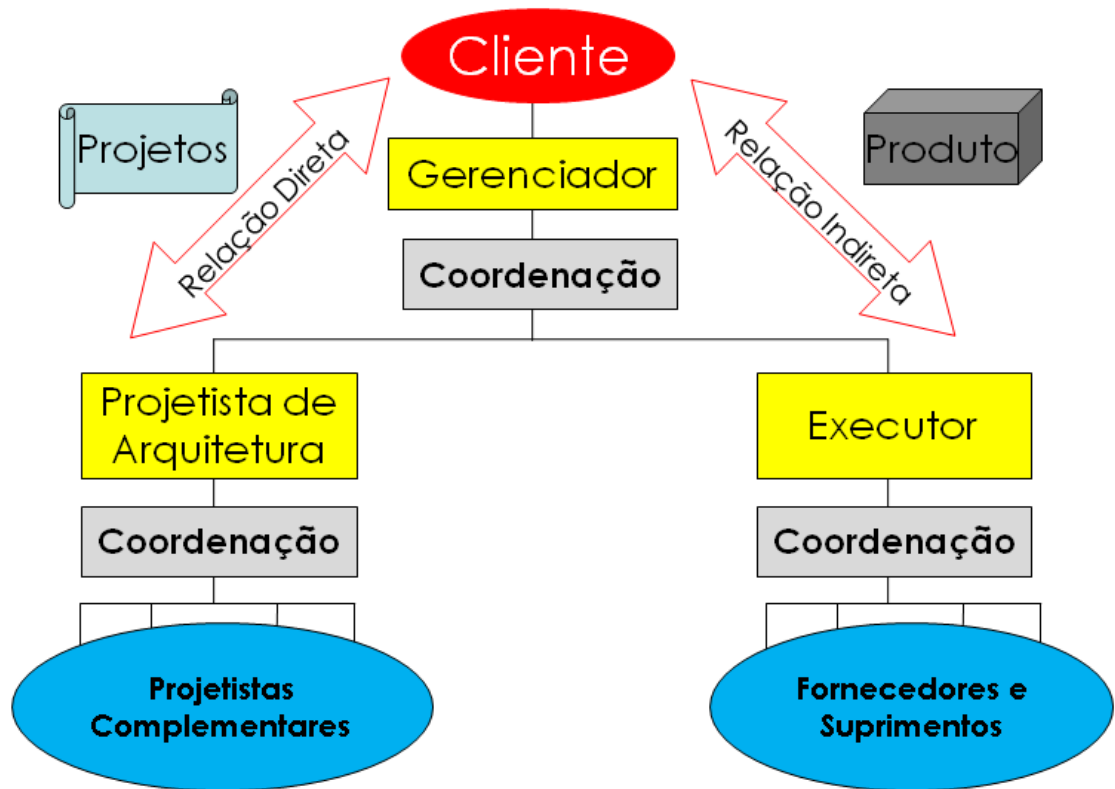 Cliente
Projetos
Relação Direta
Gerenciador
Relação Indireta
Produto
Coordenação
Projetista de
Arquitetura
Executor
Coordenação
Coordenação
Projetistas
Complementares
Fornecedores e
Suprimentos